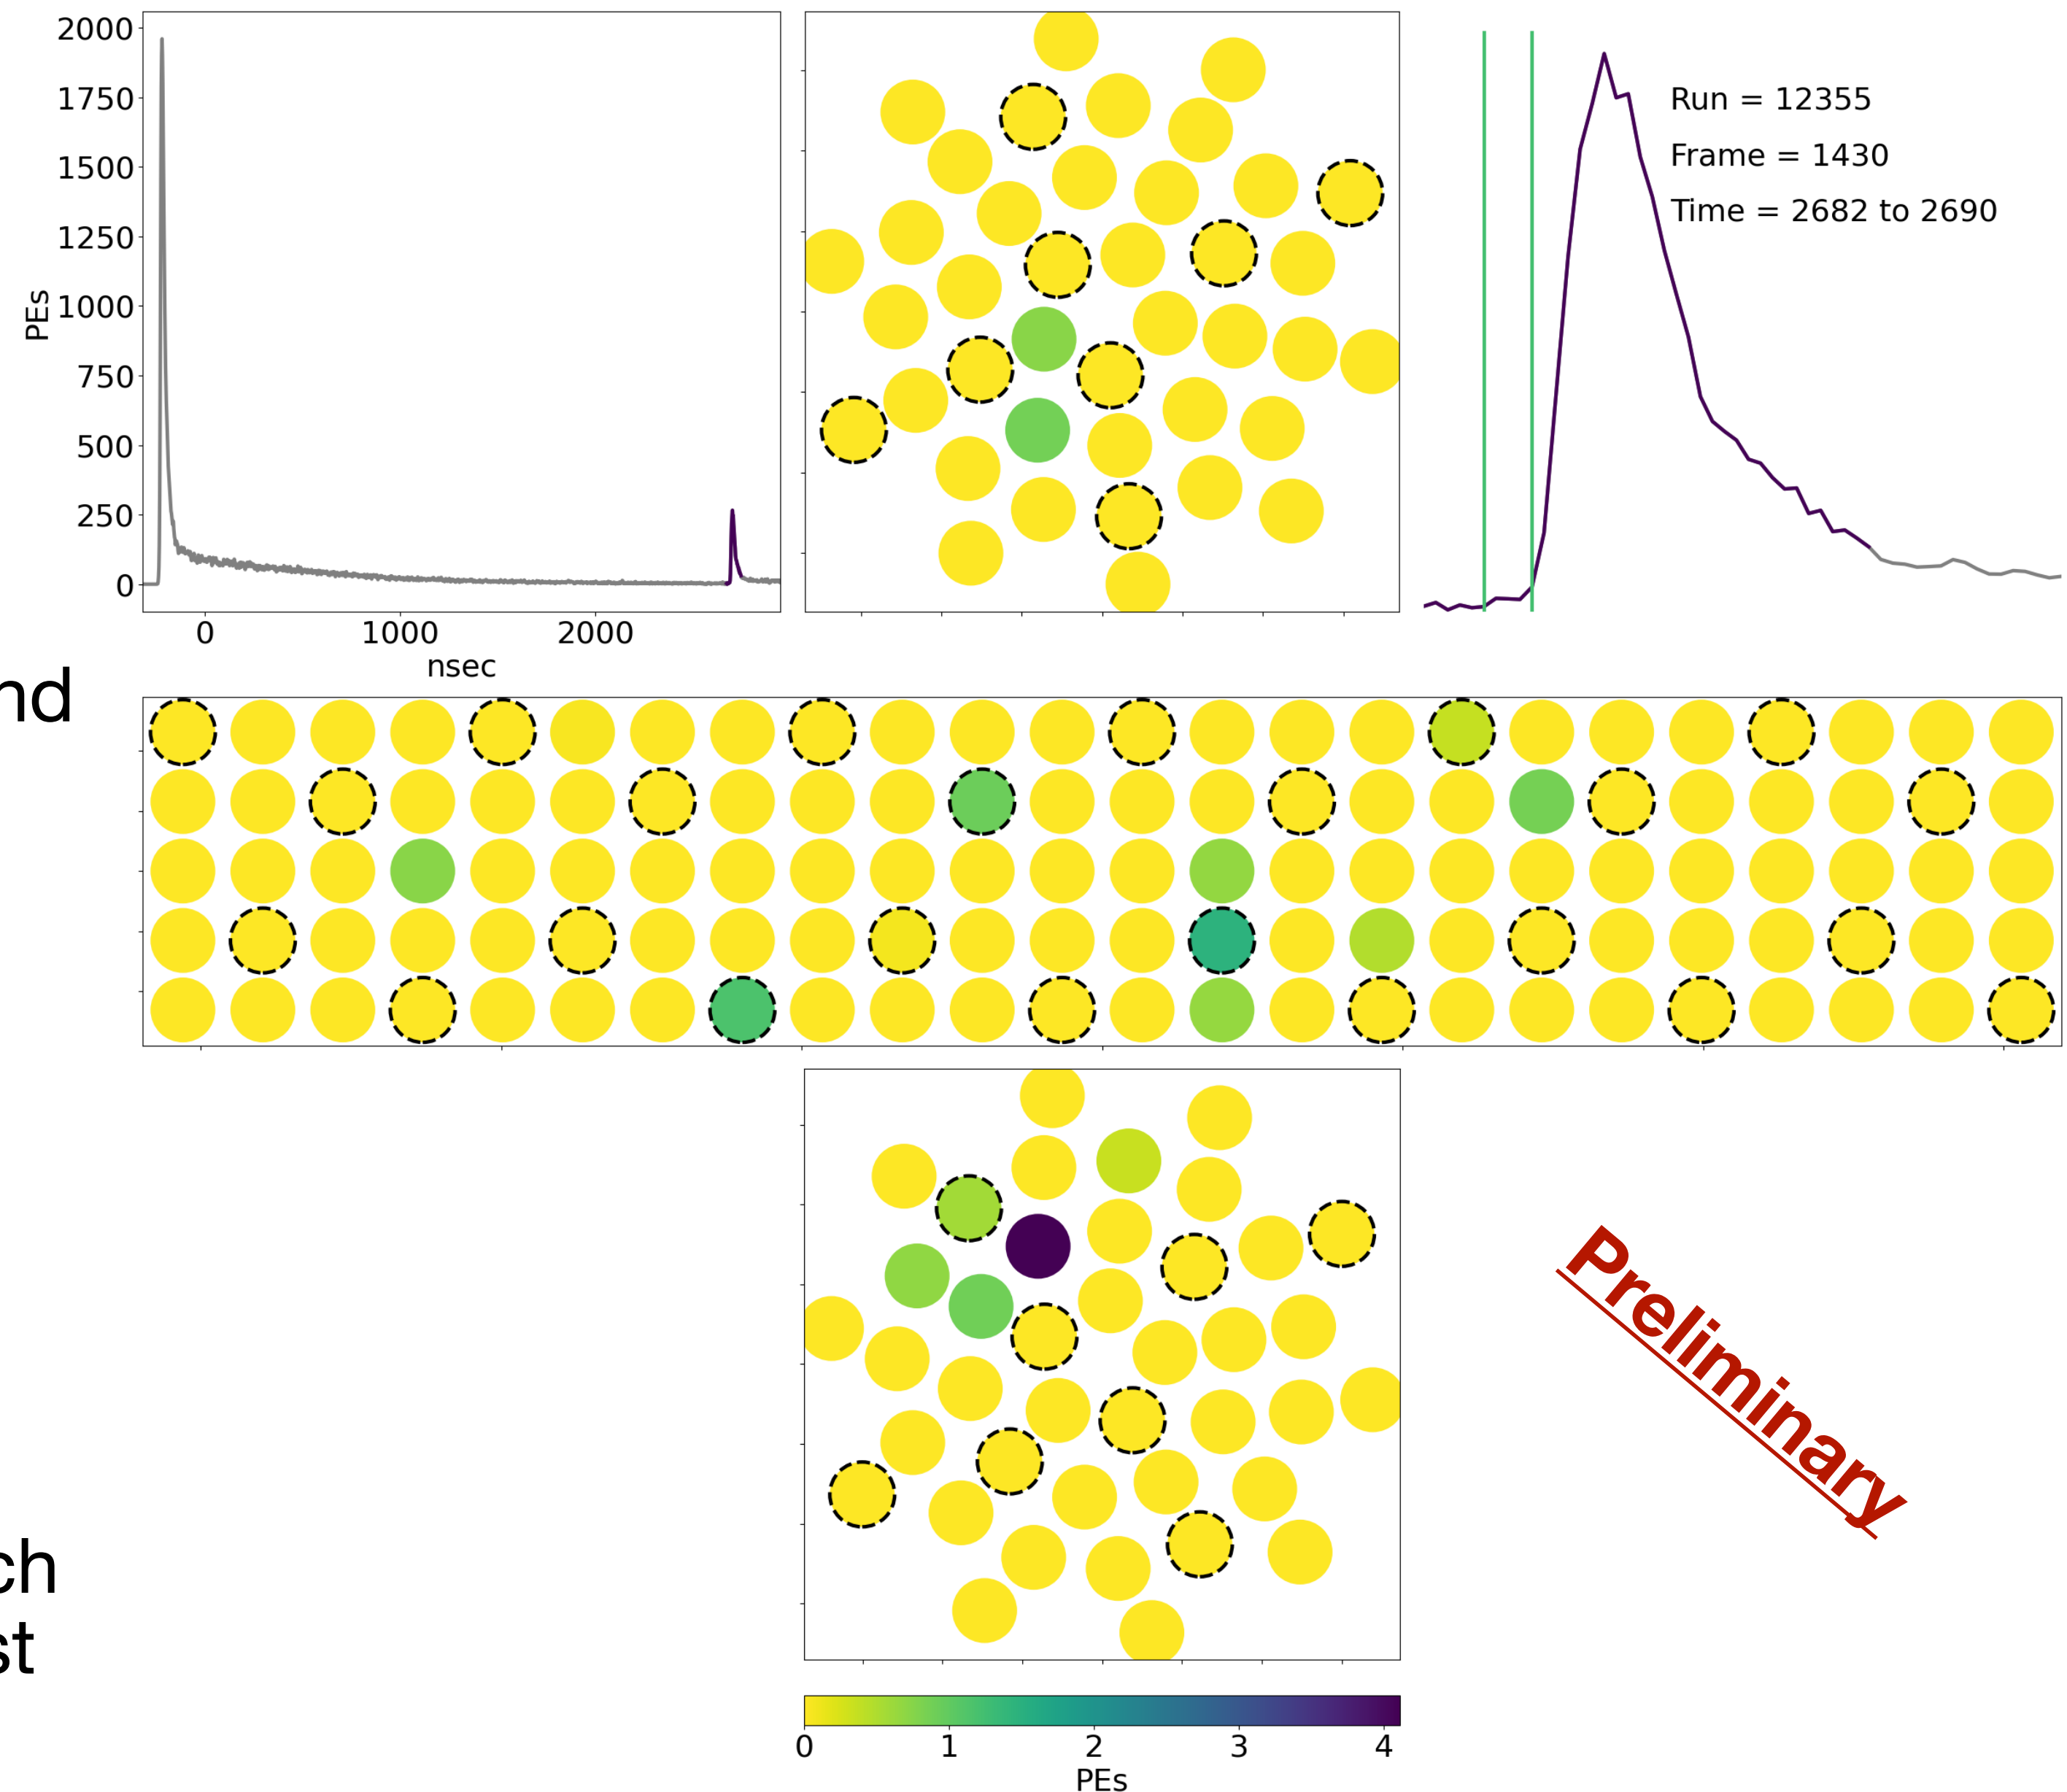 2000
1750
1500
1250
1000
750
500
250
0
PEs
0 1000 2000
nsec
Run = 12355
Frame = 1430
Time = 2682 to 2690
nd
ch
st
Preliminary
0 1 2 3 4
PEs